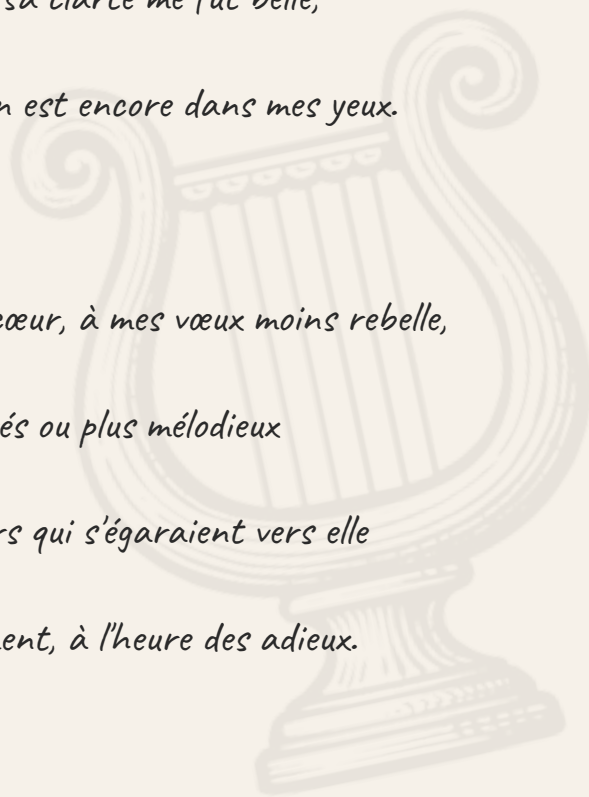 sa clarté me fut belle,
n est encore dans mes yeux.
cœur, à mes vœux moins rebelle,
és ou plus mélodieux
rs qui s'égaraient vers elle
ent, à l'heure des adieux.